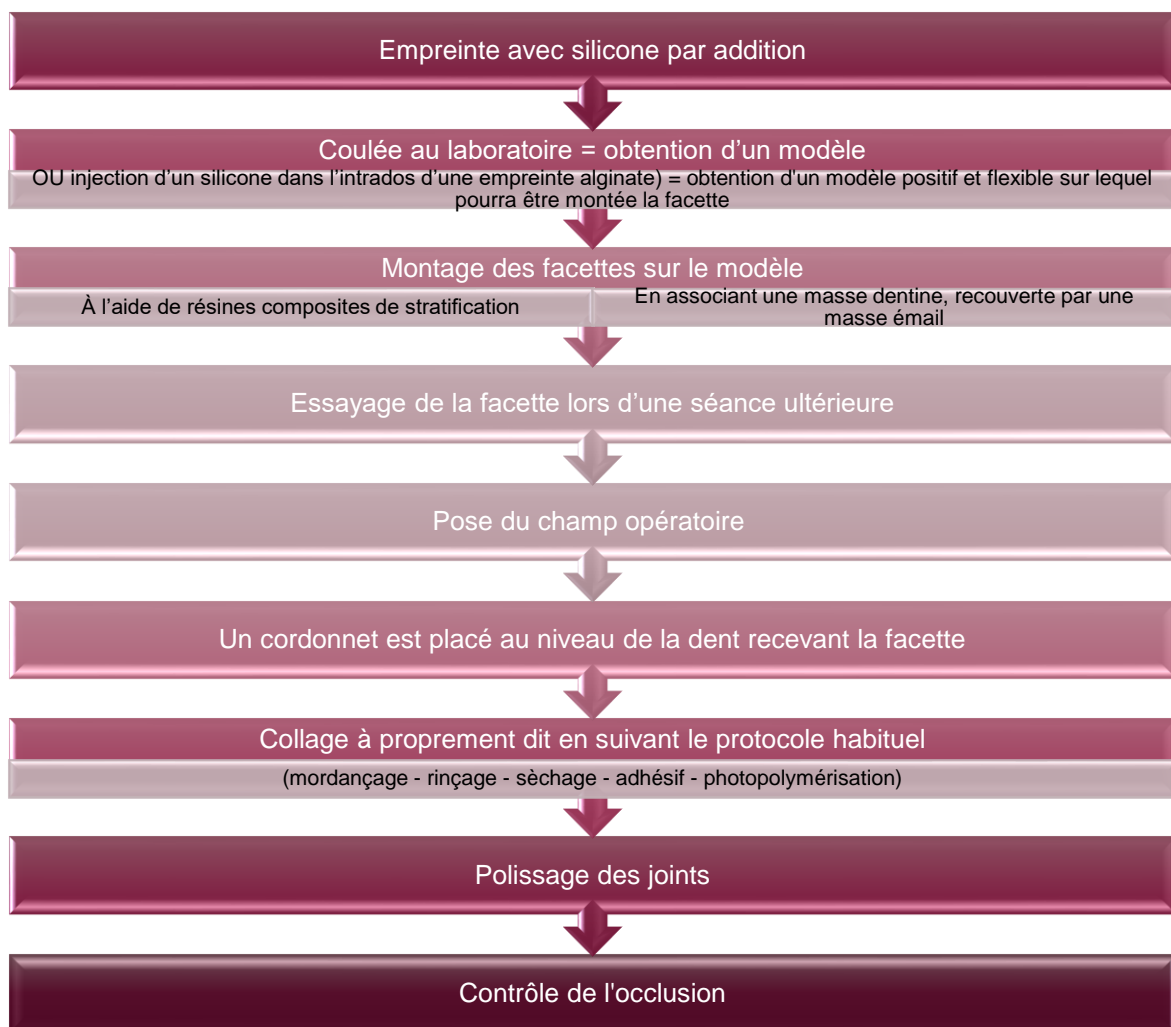 Empreinte avec silicone par addition
Coulée au laboratoire = obtention d’un modèle
OU injection d’un silicone dans l’intrados d’une empreinte alginate) = obtention d'un modèle positif et flexible sur lequel
pourra être montée la facette
Montage des facettes sur le modèle
À l’aide de résines composites de stratification
En associant une masse dentine, recouverte par une
masse émail
Essayage de la facette lors d’une séance ultérieure
Pose du champ opératoire
Un cordonnet est placé au niveau de la dent recevant la facette
Collage à proprement dit en suivant le protocole habituel
(mordançage - rinçage - sèchage - adhésif - photopolymérisation)
Polissage des joints
Contrôle de l'occlusion